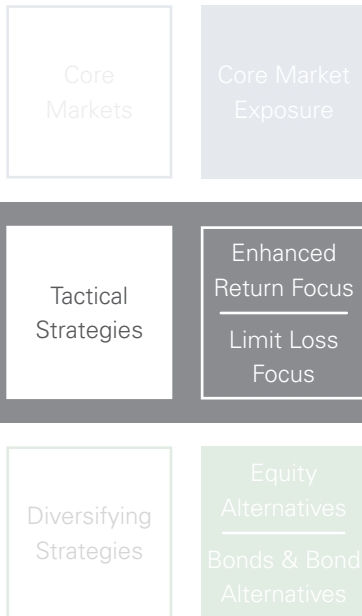 Core
Markets
Core Market
Exposure
Tactical
Strategies
Enhanced
Return Focus
Limit Loss
Focus
Diversifying
Strategies
Equity
Alternatives
Bonds & Bond
Alternatives